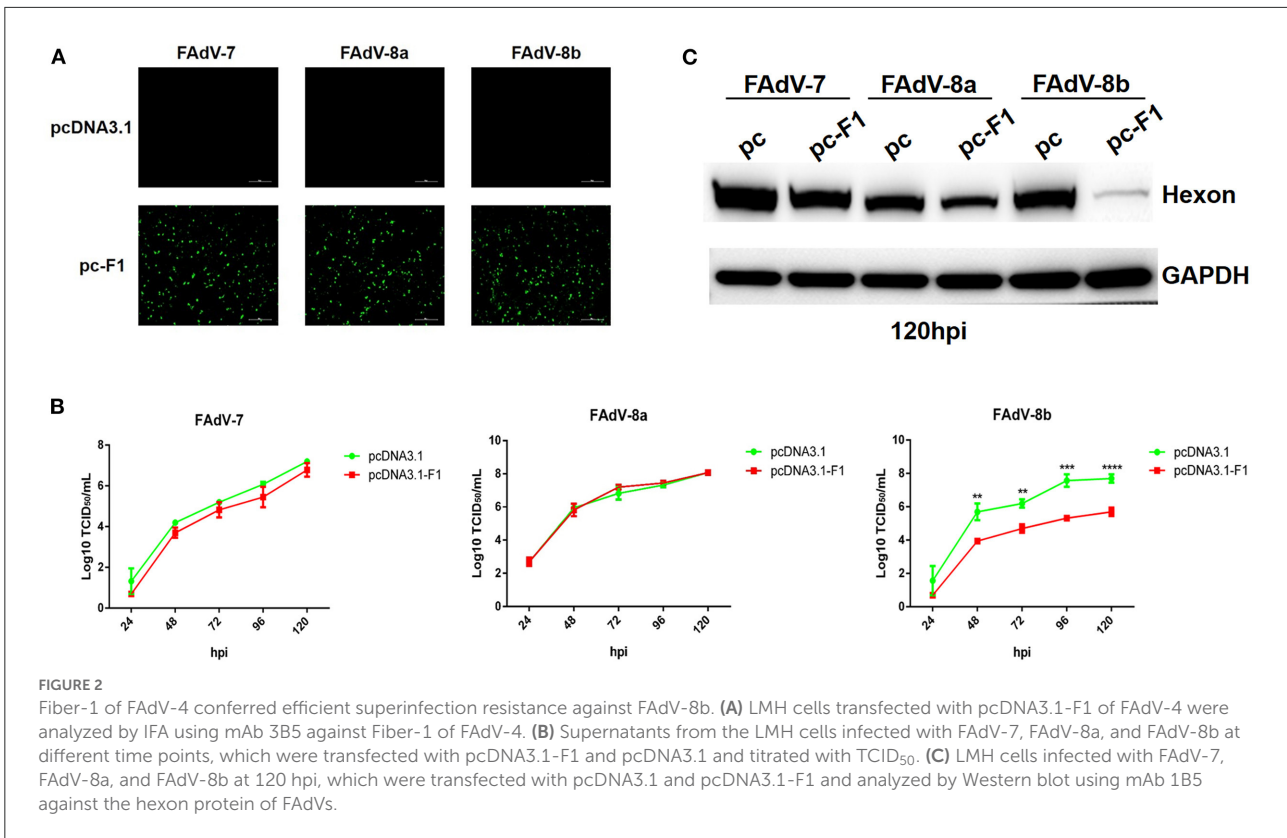 A
FAdV-7 FAdV-8a FAdV-8b
pcDNA3.1
pc-F1
C
FAdV-7 FAdV-8a FAdV-8b
pc pc-F1 pc pc-F1 pc pc-F1
Hexon
GAPDH
120hpi
B
FAdV-7
Log10 TCID₅₀/mL
8
6
4
2
0
24 48 72 96 120
hpi
pcDNA3.1
pcDNA3.1-F1
FAdV-8a
Log10 TCID₅₀/mL
10
8
6
4
2
0
24 48 72 96 120
hpi
pcDNA3.1
pcDNA3.1-F1
FAdV-8b
Log10 TCID₅₀/mL
10
8
6
4
2
0
** ** *** ****
24 48 72 96 120
hpi
pcDNA3.1
pcDNA3.1-F1
FIGURE 2
Fiber-1 of FAdV-4 conferred efficient superinfection resistance against FAdV-8b. (A) LMH cells transfected with pcDNA3.1-F1 of FAdV-4 were
analyzed by IFA using mAb 3B5 against Fiber-1 of FAdV-4. (B) Supernatants from the LMH cells infected with FAdV-7, FAdV-8a, and FAdV-8b at
different time points, which were transfected with pcDNA3.1-F1 and pcDNA3.1 and titrated with TCID₅₀. (C) LMH cells infected with FAdV-7,
FAdV-8a, and FAdV-8b at 120 hpi, which were transfected with pcDNA3.1 and pcDNA3.1-F1 and analyzed by Western blot using mAb 1B5
against the hexon protein of FAdVs.